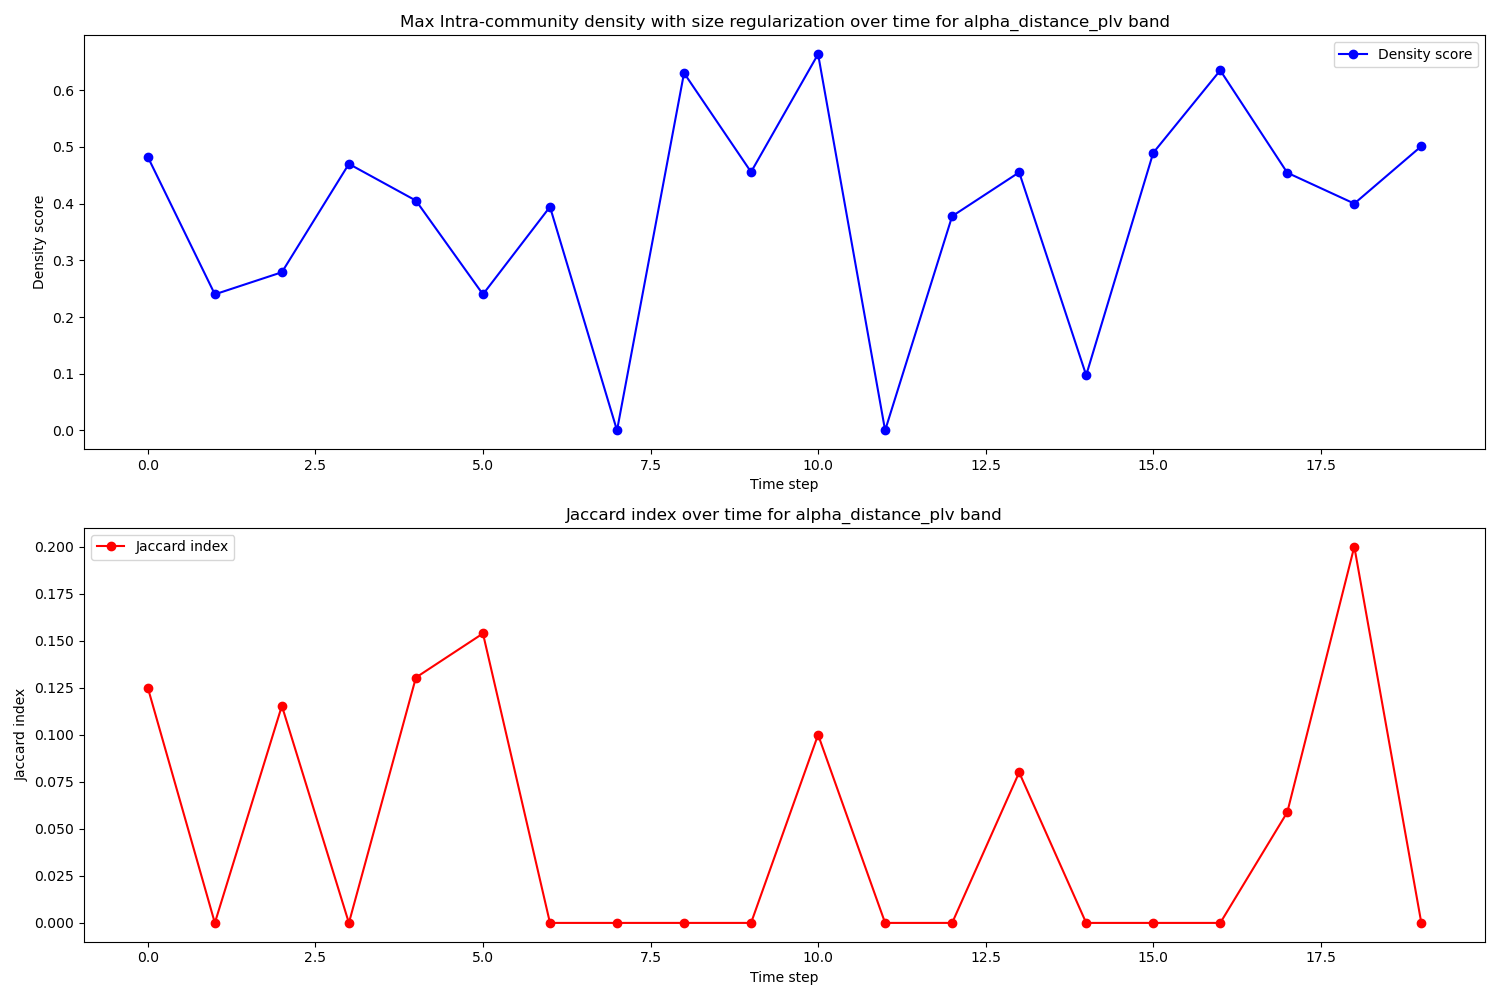 Max Intra-community density with size regularization over time for alpha_distance_plv band
Density score
0.6
0.5
0.4
0.3
0.2
0.1
0.0
Density score
0.0 2.5 5.0 7.5 10.0 12.5 15.0 17.5
Time step
Jaccard index over time for alpha_distance_plv band
Jaccard index
0.200
0.175
0.150
0.125
0.100
0.075
0.050
0.025
0.000
Jaccard index
0.0 2.5 5.0 7.5 10.0 12.5 15.0 17.5
Time step